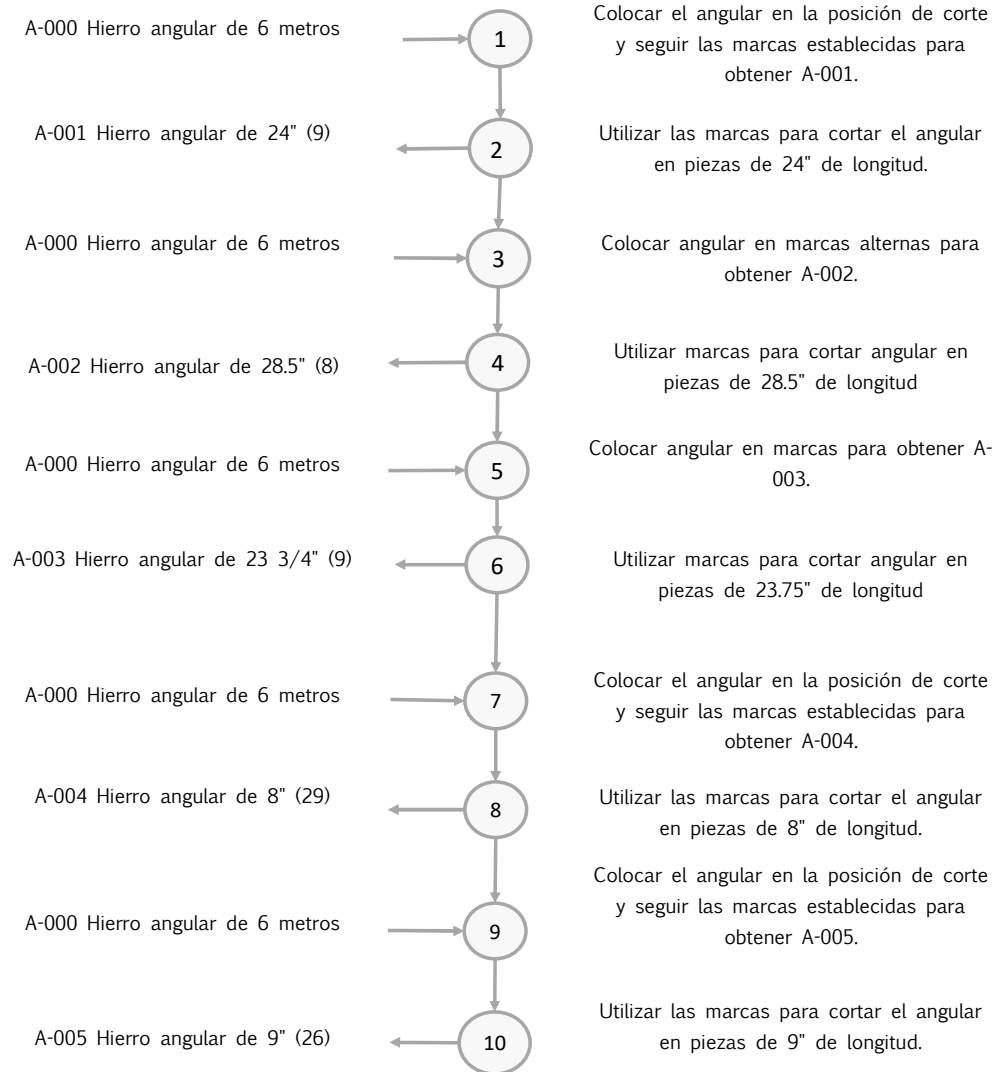 A-000 Hierro angular de 6 metros
1
Colocar el angular en la posición de corte
y seguir las marcas establecidas para
obtener A-001.
A-001 Hierro angular de 24" (9)
2
Utilizar las marcas para cortar el angular
en piezas de 24" de longitud.
A-000 Hierro angular de 6 metros
3
Colocar angular en marcas alternas para
obtener A-002.
A-002 Hierro angular de 28.5" (8)
4
Utilizar marcas para cortar angular en
piezas de 28.5" de longitud
A-000 Hierro angular de 6 metros
5
Colocar angular en marcas para obtener A-
003.
A-003 Hierro angular de 23 3/4" (9)
6
Utilizar marcas para cortar angular en
piezas de 23.75" de longitud
A-000 Hierro angular de 6 metros
7
Colocar el angular en la posición de corte
y seguir las marcas establecidas para
obtener A-004.
A-004 Hierro angular de 8" (29)
8
Utilizar las marcas para cortar el angular
en piezas de 8" de longitud.
A-000 Hierro angular de 6 metros
9
Colocar el angular en la posición de corte
y seguir las marcas establecidas para
obtener A-005.
A-005 Hierro angular de 9" (26)
10
Utilizar las marcas para cortar el angular
en piezas de 9" de longitud.